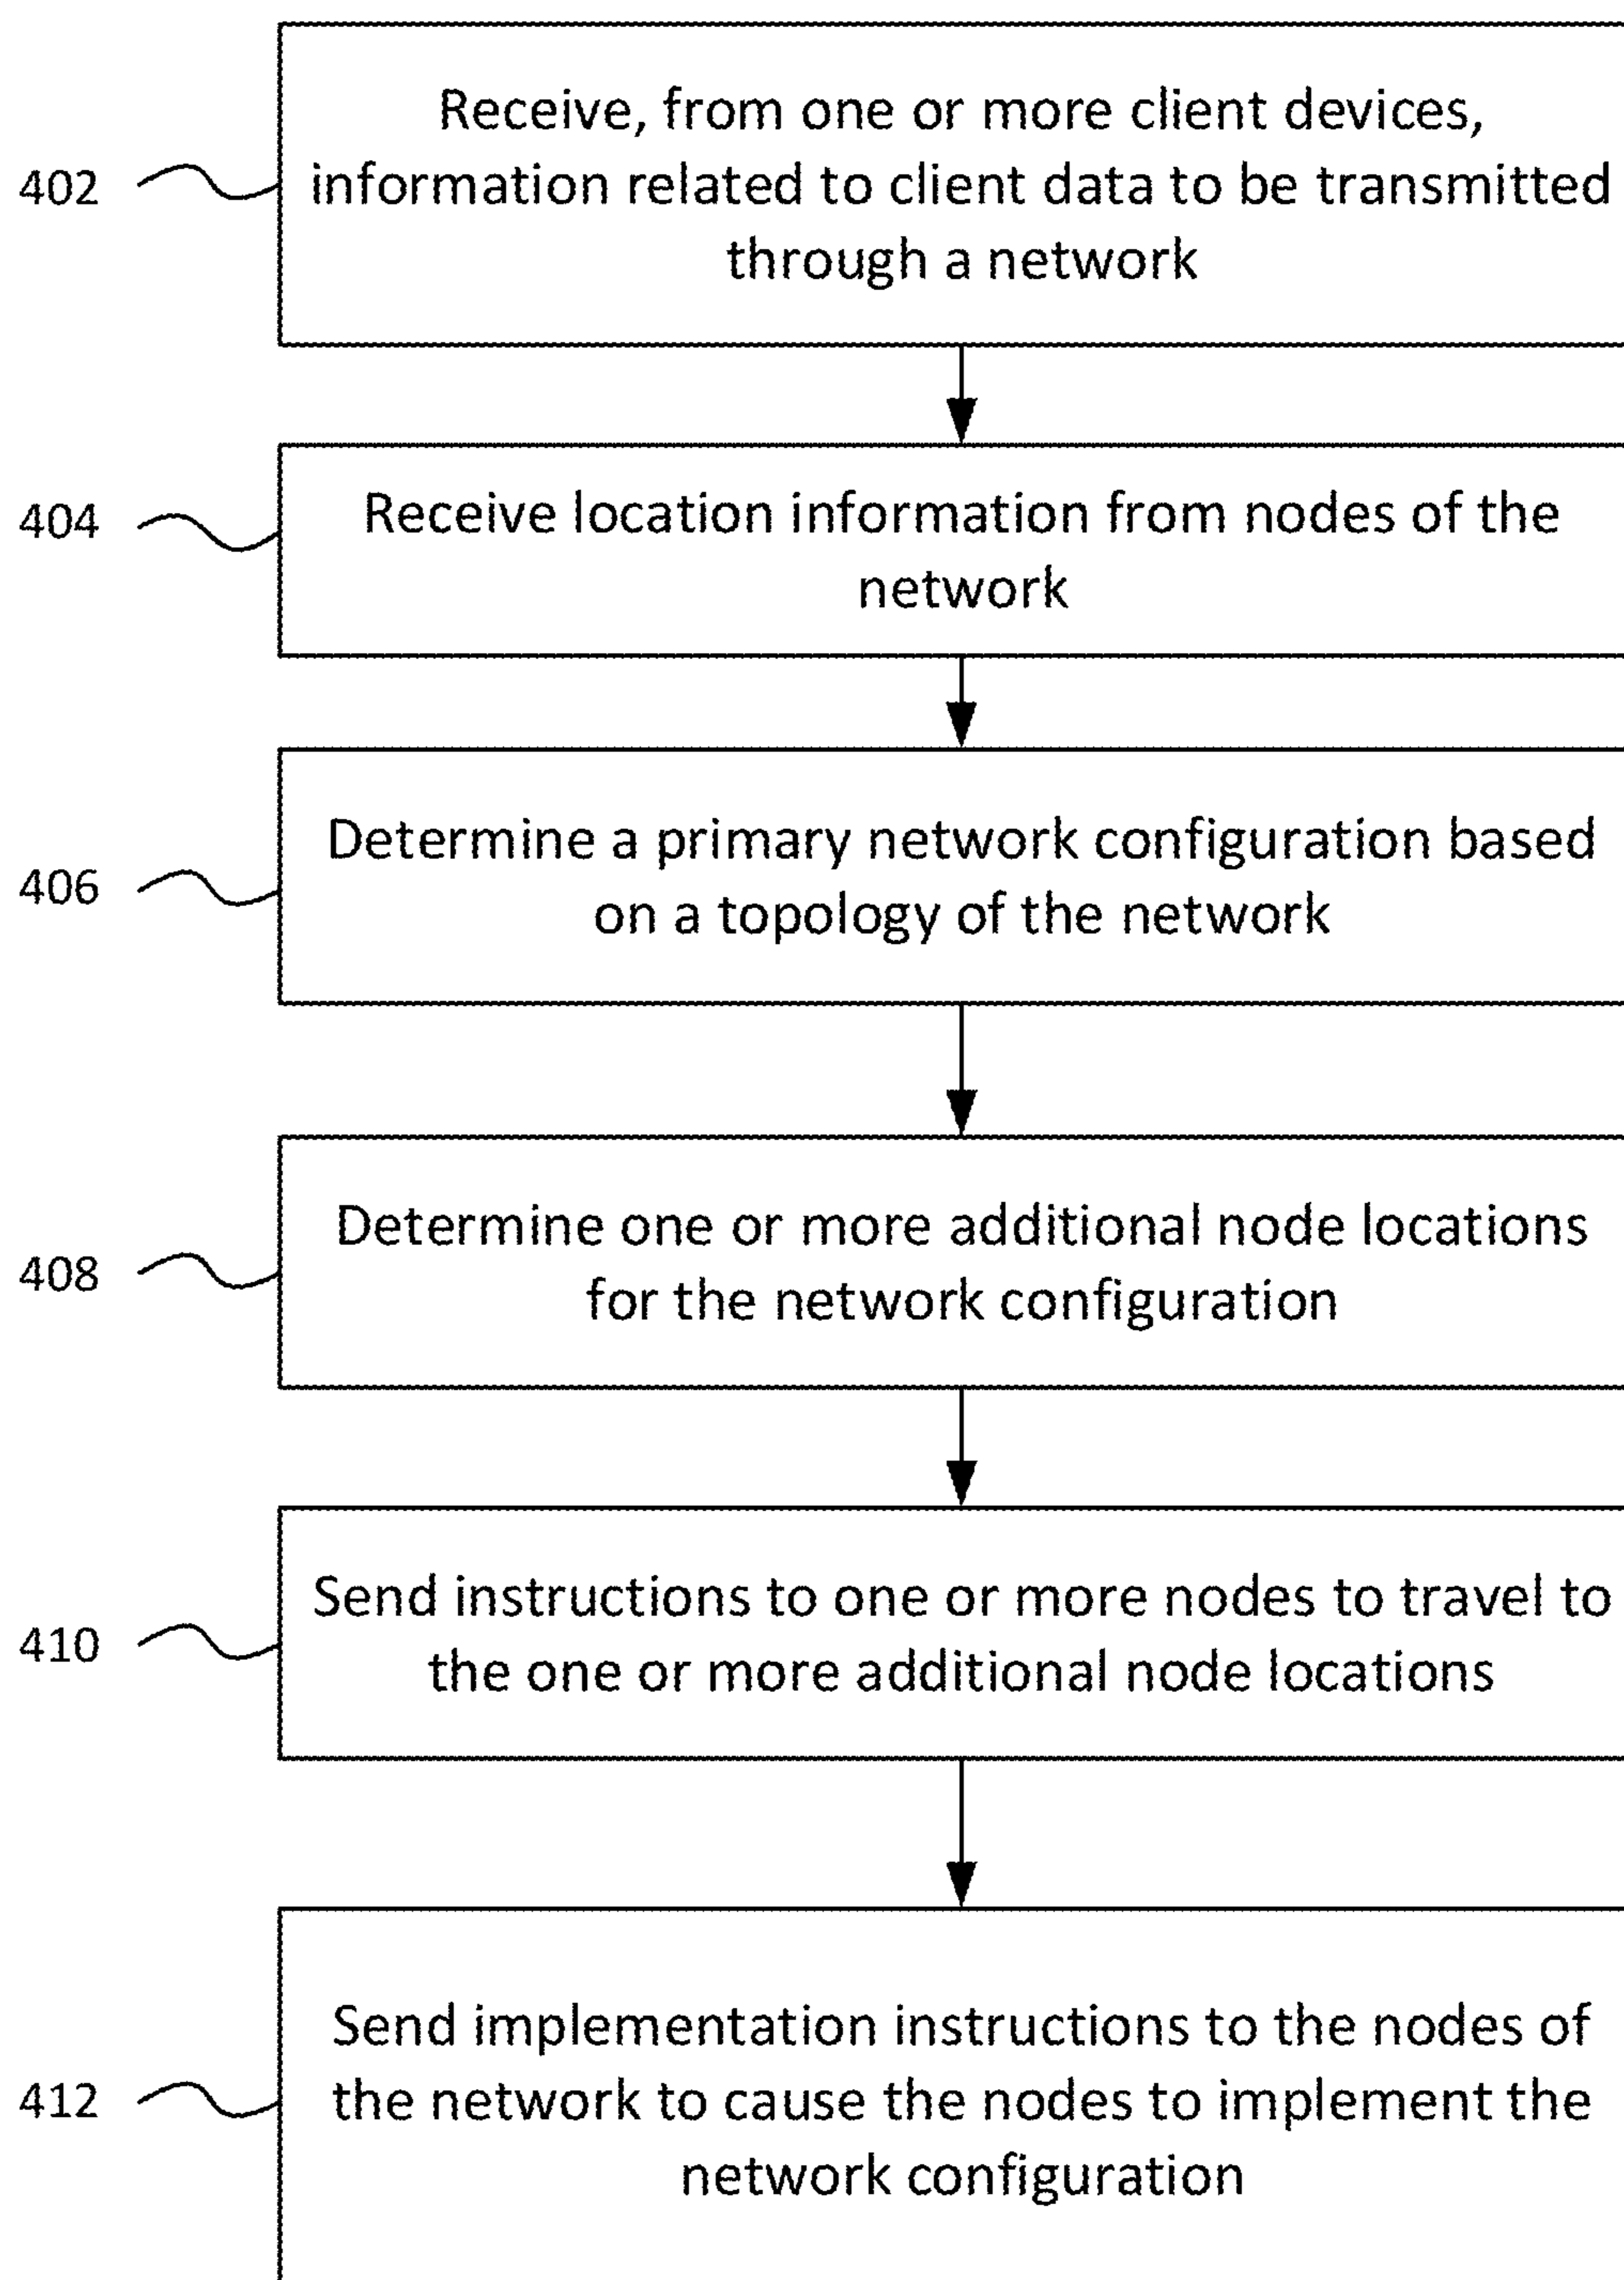 Receive, from one or more client devices,
402
information related to client data to be transmitted
through a network
404
Receive location information from nodes of the
network
Determine a primary network configuration based
406
on a topology of the network
Determine one or more additional node locations
408
for the network configuration
Send instructions to one or more nodes to travel to
410
the one or more additional node locations
Send implementation instructions to the nodes of
412
the network to cause the nodes to implement the
network configuration